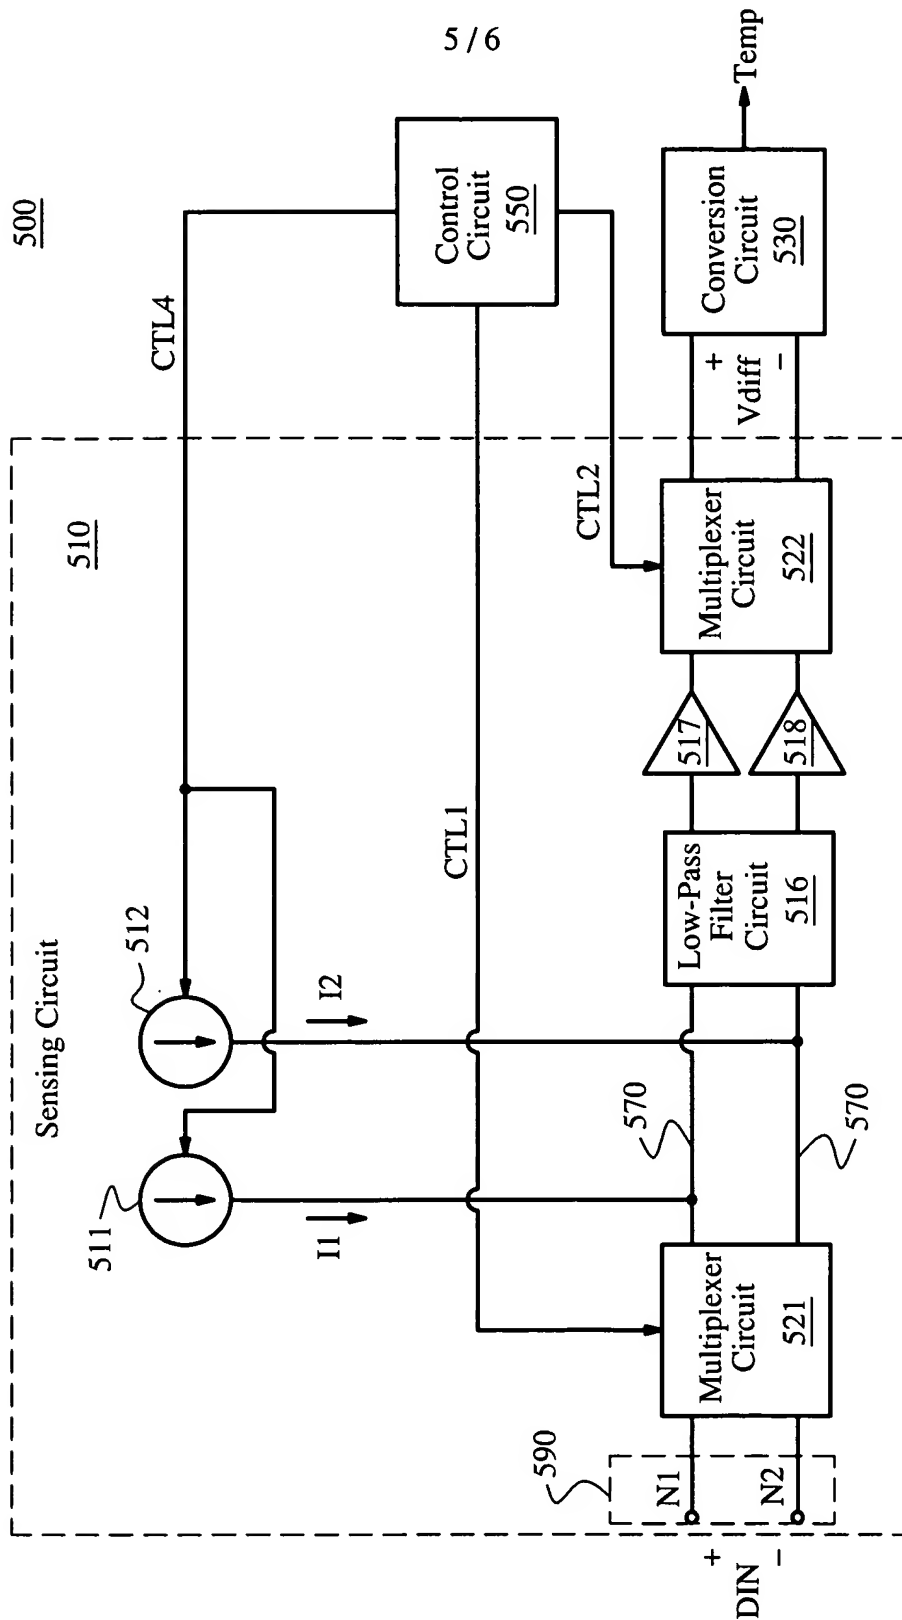 5 / 6
500
Sensing Circuit
510
CTL4
512
511
I2
I1
CTL1
CTL2
Control
Circuit
550
590
DIN
+
−
N1
N2
Multiplexer
Circuit
521
570
570
Low-Pass
Filter
Circuit
516
517
518
Multiplexer
Circuit
522
+
Vdiff
−
Conversion
Circuit
530
Temp